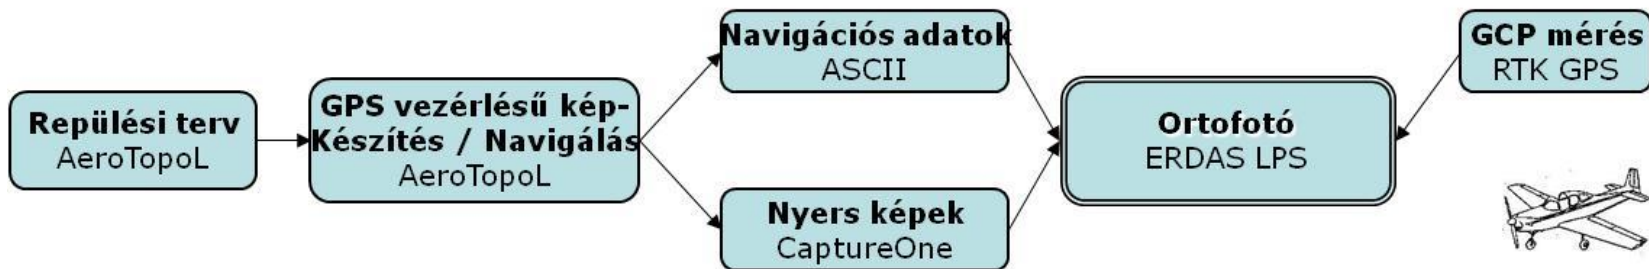 Repülési terv
AeroTopoL
GPS vezérlésű kép-
Készítés / Navigálás
AeroTopoL
Navigációs adatok
ASCII
Nyers képek
CaptureOne
Ortofotó
ERDAS LPS
GCP mérés
RTK GPS